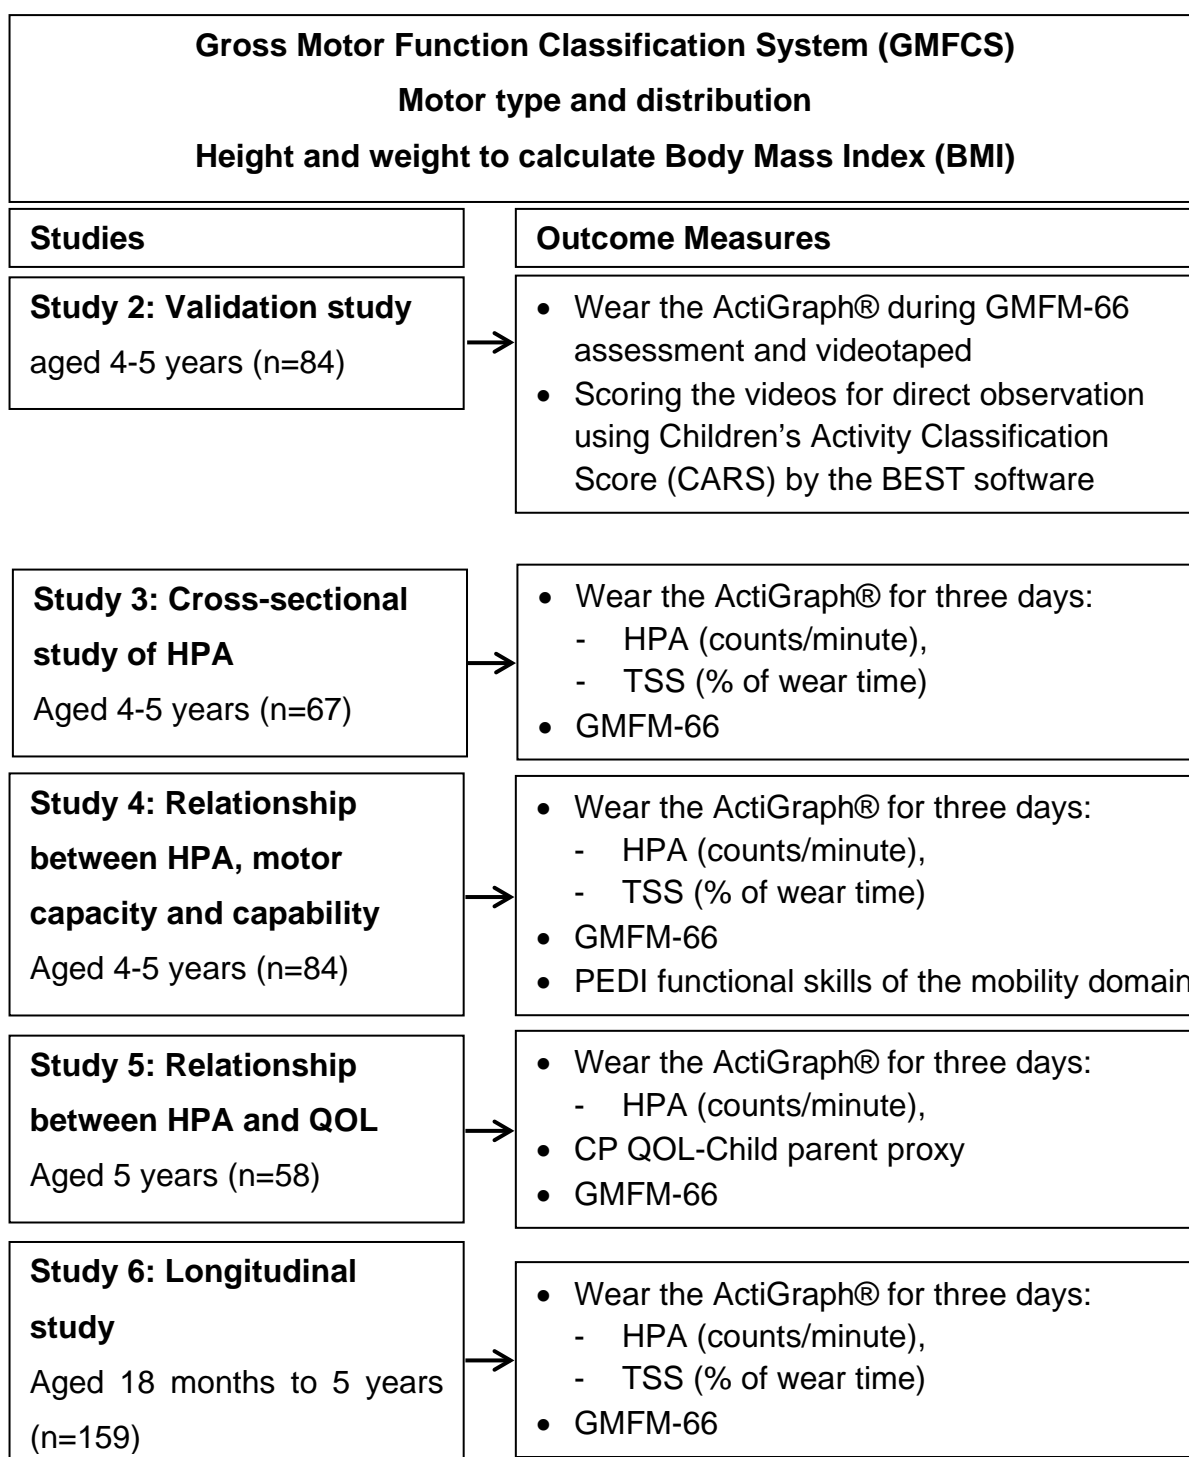 Gross Motor Function Classification System (GMFCS)
Motor type and distribution
Height and weight to calculate Body Mass Index (BMI)
Studies
Outcome Measures
Study 2: Validation study
aged 4-5 years (n=84)
• Wear the ActiGraph® during GMFM-66
assessment and videotaped
• Scoring the videos for direct observation
using Children’s Activity Classification
Score (CARS) by the BEST software
Study 3: Cross-sectional
study of HPA
Aged 4-5 years (n=67)
• Wear the ActiGraph® for three days:
- HPA (counts/minute),
- TSS (% of wear time)
• GMFM-66
Study 4: Relationship
between HPA, motor
capacity and capability
Aged 4-5 years (n=84)
• Wear the ActiGraph® for three days:
- HPA (counts/minute),
- TSS (% of wear time)
• GMFM-66
• PEDI functional skills of the mobility domain
Study 5: Relationship
between HPA and QOL
Aged 5 years (n=58)
• Wear the ActiGraph® for three days:
- HPA (counts/minute),
• CP QOL-Child parent proxy
• GMFM-66
Study 6: Longitudinal
study
Aged 18 months to 5 years
(n=159)
• Wear the ActiGraph® for three days:
- HPA (counts/minute),
- TSS (% of wear time)
• GMFM-66